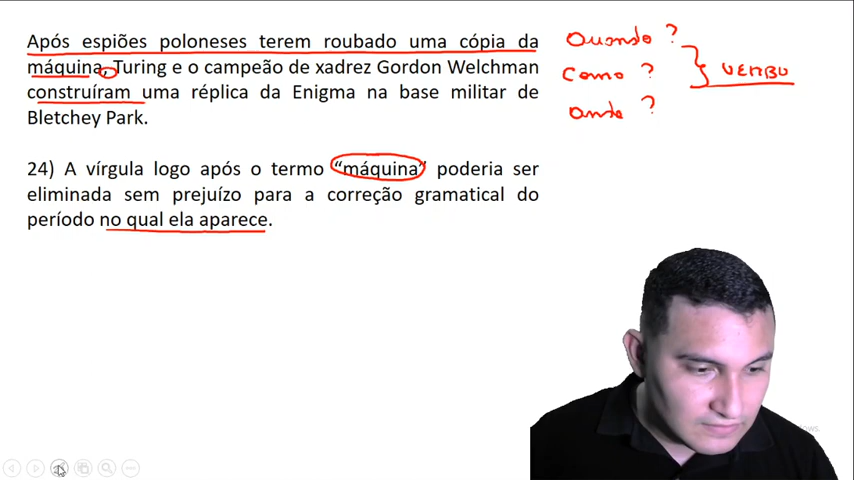 Após espiões poloneses terem roubado uma cópia da
máquina, Turing e o campeão de xadrez Gordon Welchman
construíram uma réplica da Enigma na base militar de
Bletchey Park.
24) A vírgula logo após o termo “máquina” poderia ser
eliminada sem prejuízo para a correção gramatical do
período no qual ela aparece.
Quando ?
Como ?
onde ?
VERBO